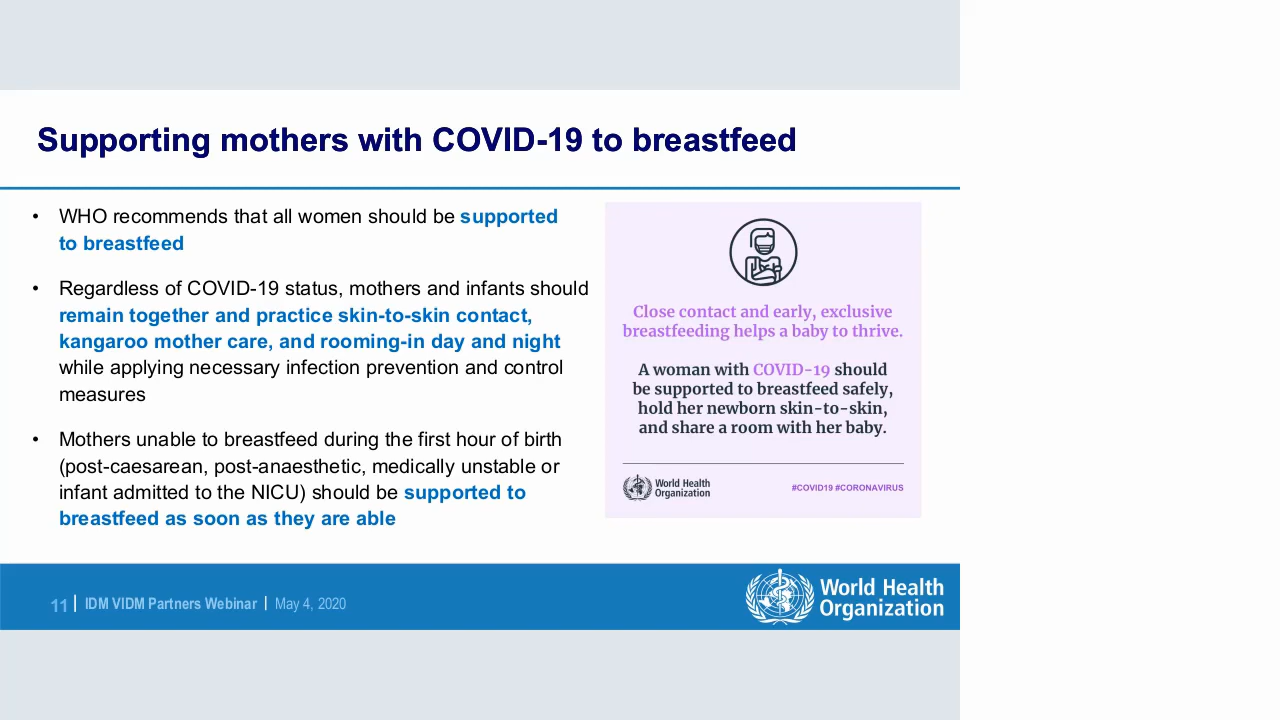 Supporting mothers with COVID-19 to breastfeed
• WHO recommends that all women should be supported
to breastfeed
• Regardless of COVID-19 status, mothers and infants should
remain together and practice skin-to-skin contact,
kangaroo mother care, and rooming-in day and night
while applying necessary infection prevention and control
measures
• Mothers unable to breastfeed during the first hour of birth
(post-caesarean, post-anaesthetic, medically unstable or
infant admitted to the NICU) should be supported to
breastfeed as soon as they are able
Close contact and early, exclusive
breastfeeding helps a baby to thrive.
A woman with COVID-19 should
be supported to breastfeed safely,
hold her newborn skin-to-skin,
and share a room with her baby.
World Health
Organization
#COVID19 #CORONAVIRUS
11 | IDM VIDM Partners Webinar | May 4, 2020
World Health
Organization